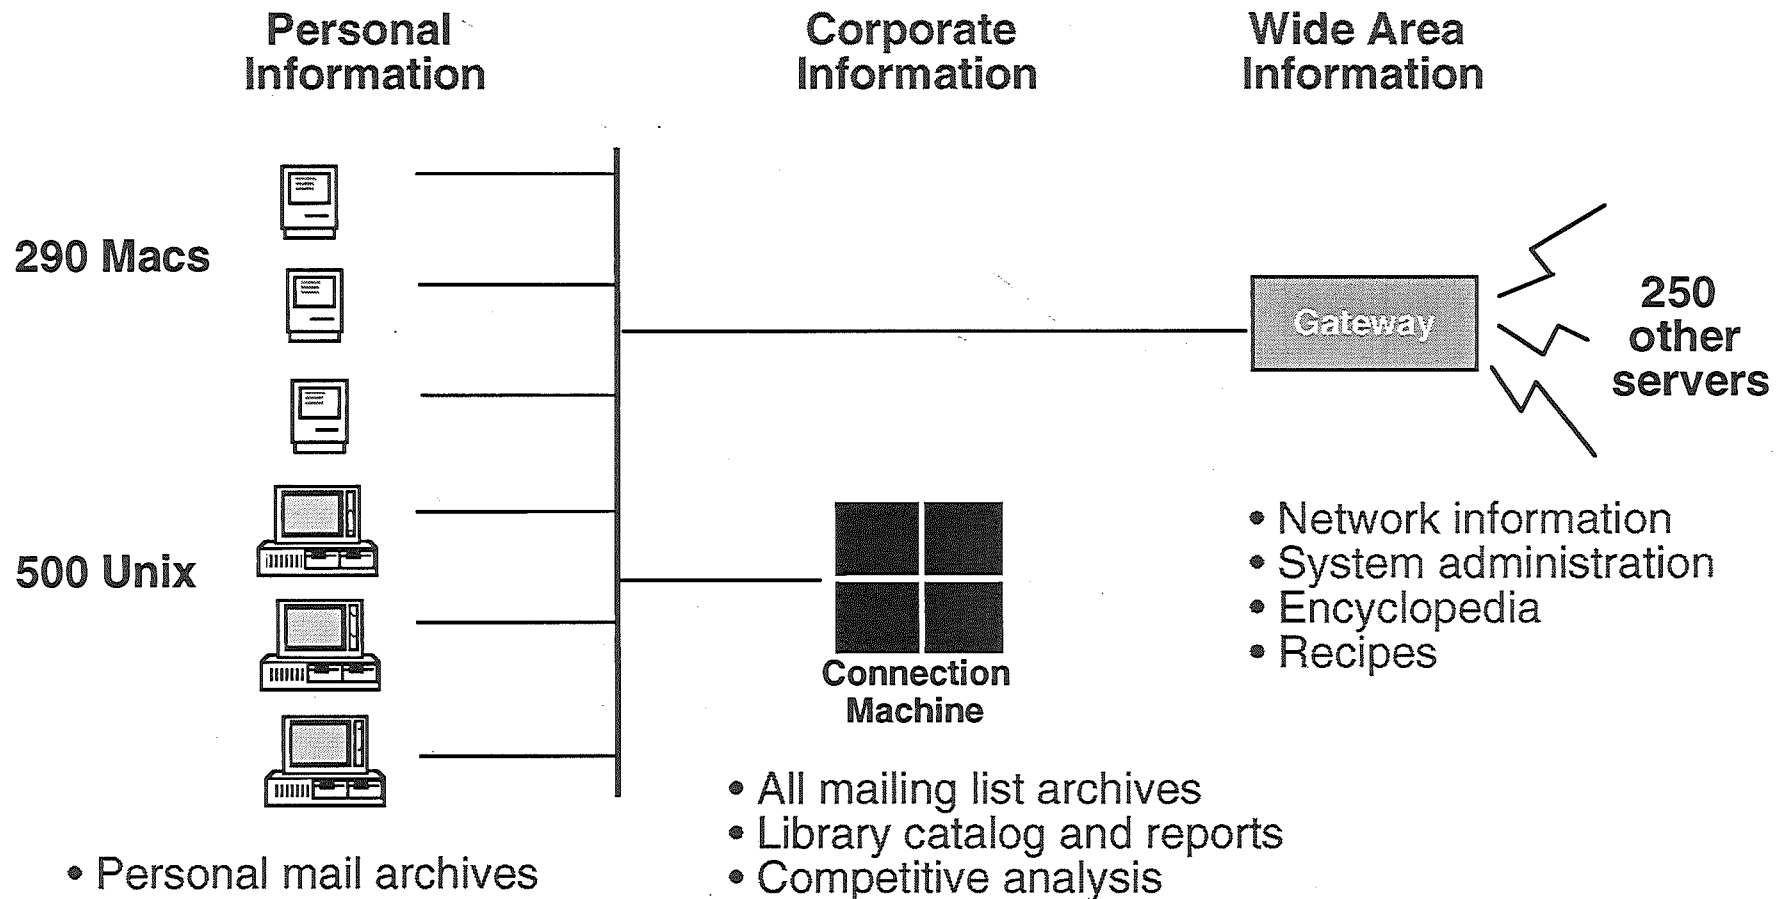 Personal
Information
Corporate
Information
Wide Area
Information
290 Macs
500 Unix
Gateway
250
other
servers
Connection
Machine
• Network information
• System administration
• Encyclopedia
• Recipes
• All mailing list archives
• Library catalog and reports
• Competitive analysis
• Personal mail archives